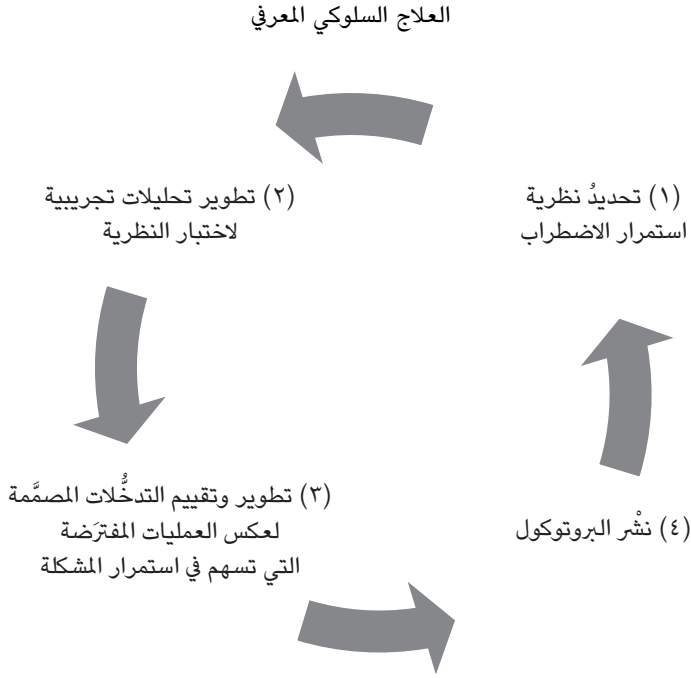 العلاج السلوكي المعرفي
(١) تحديدُ نظرية
استمرار الاضطراب
(٢) تطوير تحليلات تجريبية
لاختبار النظرية
(٣) تطوير وتقييم التدخُّلات المصمَّمة
لعكس العمليات المفترَضة
التي تسهم في استمرار المشكلة
(٤) نشْر البروتوكول